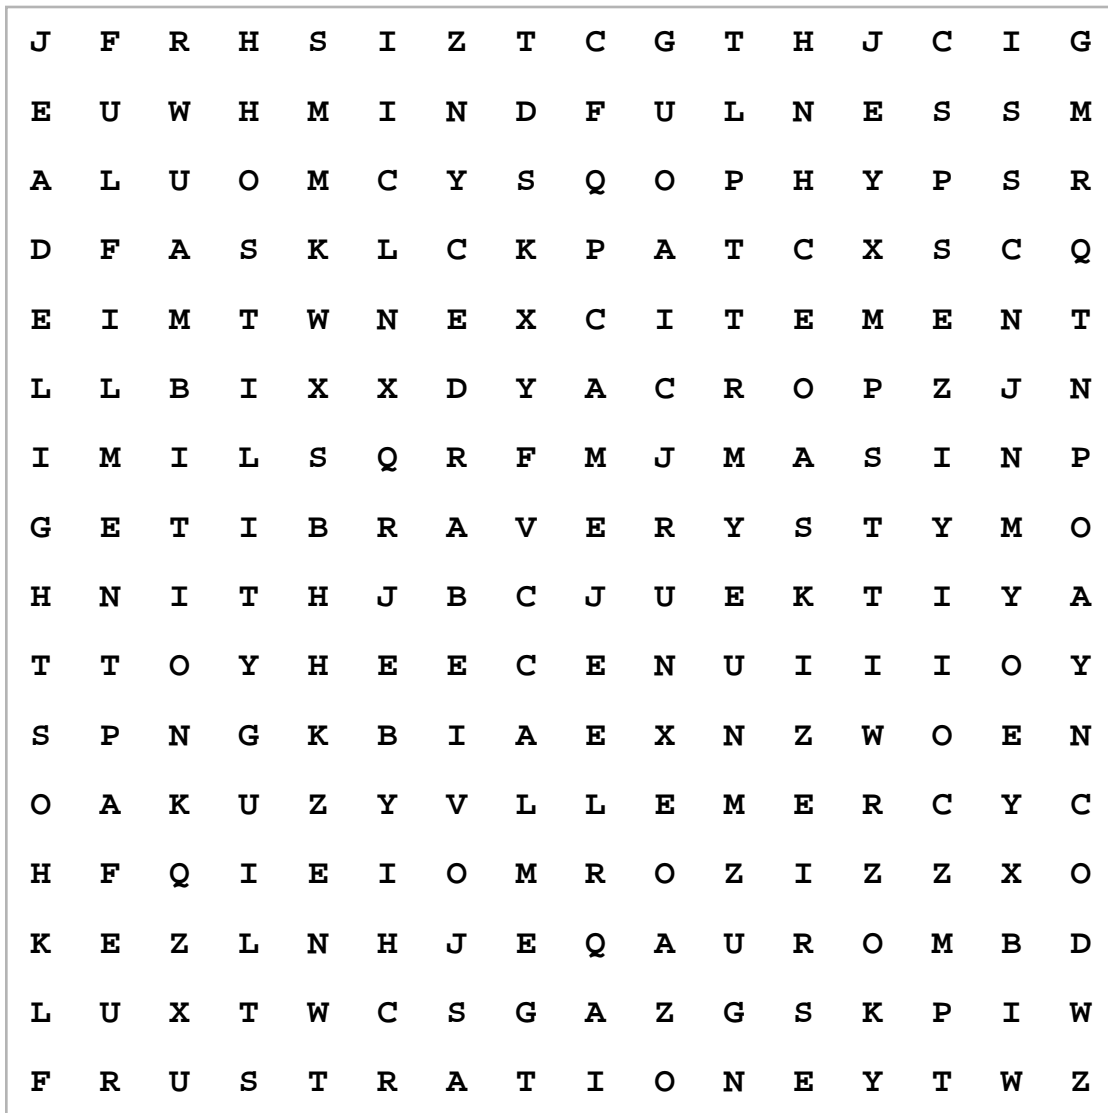 J F R H S I Z T C G T H J C I G
E U W H M I N D F U L N E S S M
A L U O M C Y S Q O P H Y P S R
D F A S K L C K P A T C X S C Q
E I M T W N E X C I T E M E N T
L L B I X X D Y A C R O P Z J N
I M I L S Q R F M J M A S I N P
G E T I B R A V E R Y S T Y M O
H N I T H J B C J U E K T I Y A
T T O Y H E E C E N U I I I O Y
S P N G K B I A E X N Z W O E N
O A K U Z Y V L L E M E R C Y C
H F Q I E I O M R O Z I Z Z X O
K E Z L N H J E Q A U R O M B D
L U X T W C S G A Z G S K P I W
F R U S T R A T I O N E Y T W Z